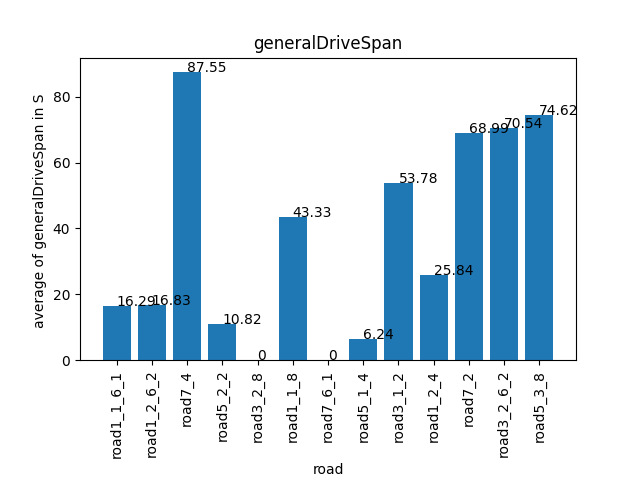 generalDriveSpan
average of generalDriveSpan in S
80
60
40
20
0
16.29
16.83
87.55
10.82
0
43.33
0
6.24
53.78
25.84
68.99
70.54
74.62
road1_1_6_1
road1_2_6_2
road7_4
road5_2_2
road3_2_8
road1_1_8
road7_6_1
road5_1_4
road3_1_2
road1_2_4
road7_2
road3_2_6_2
road5_3_8
road